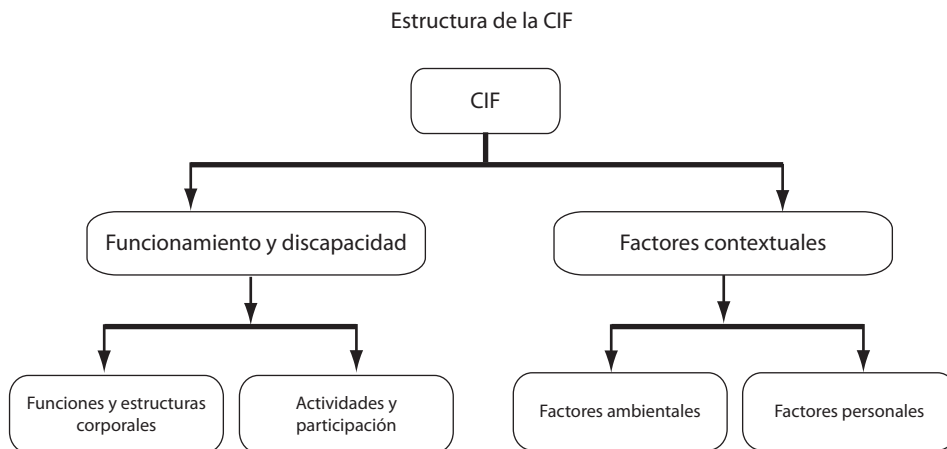 Estructura de la CIF
CIF
Funcionamiento y discapacidad
Factores contextuales
Funciones y estructuras
corporales
Actividades y
participación
Factores ambientales
Factores personales